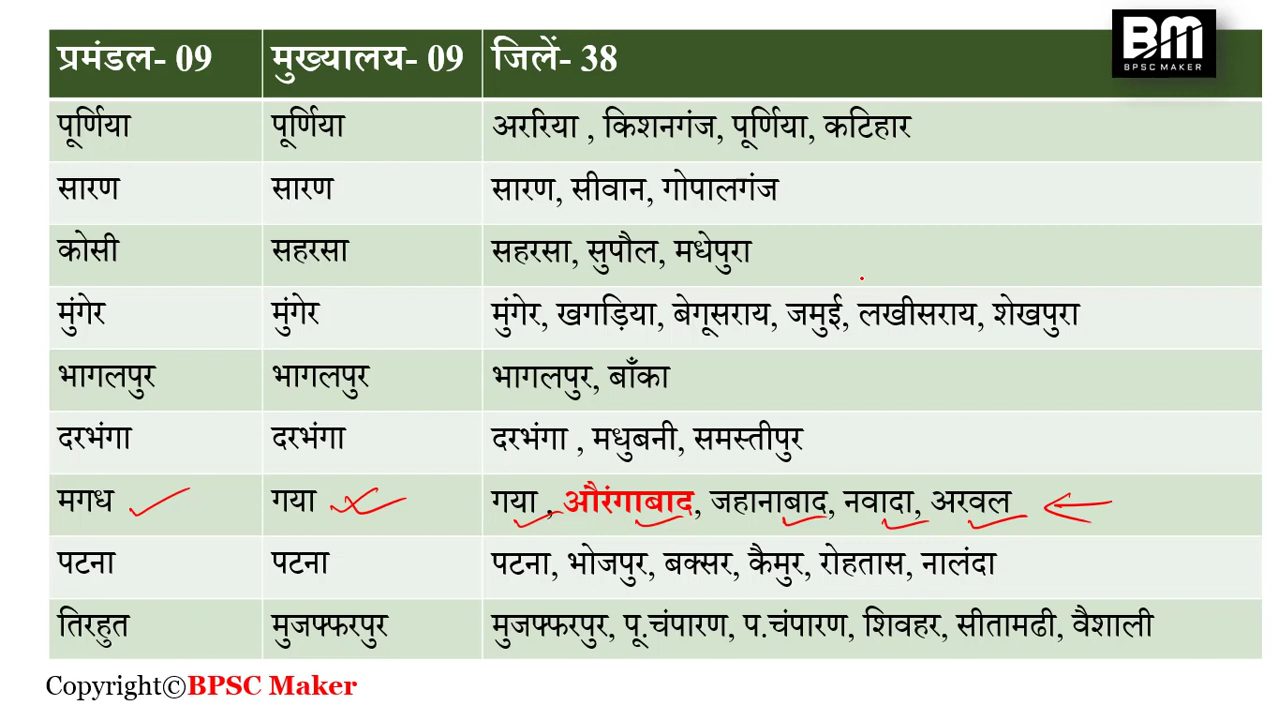 BM
BPSC MAKER
प्रमंडल- 09 मुख्यालय- 09 जिलें- 38
पूर्णिया पूर्णिया अररिया , किशनगंज, पूर्णिया, कटिहार
सारण सारण सारण, सीवान, गोपालगंज
कोसी सहरसा सहरसा, सुपौल, मधेपुरा
मुंगेर मुंगेर मुंगेर, खगड़िया, बेगूसराय, जमुई, लखीसराय, शेखपुरा
भागलपुर भागलपुर भागलपुर, बाँका
दरभंगा दरभंगा दरभंगा , मधुबनी, समस्तीपुर
मगध गया गया , औरंगाबाद, जहानाबाद, नवादा, अरवल
पटना पटना पटना, भोजपुर, बक्सर, कैमुर, रोहतास, नालंदा
तिरहुत मुजफ्फरपुर मुजफ्फरपुर, पू.चंपारण, प.चंपारण, शिवहर, सीतामढी, वैशाली
Copyright©BPSC Maker